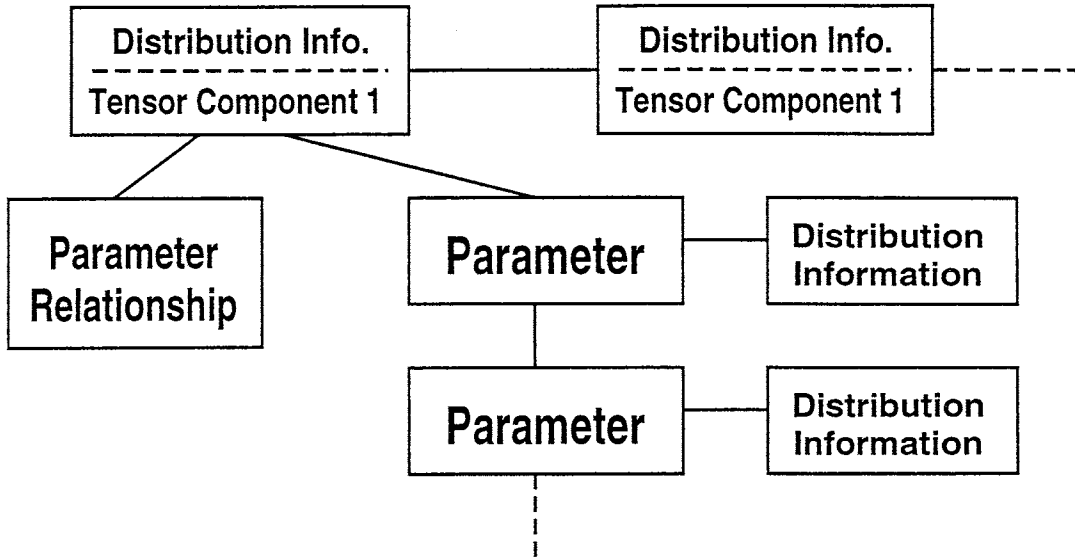 Distribution Info.
Tensor Component 1
Distribution Info.
Tensor Component 1
Parameter
Relationship
Parameter
Distribution
Information
Parameter
Distribution
Information